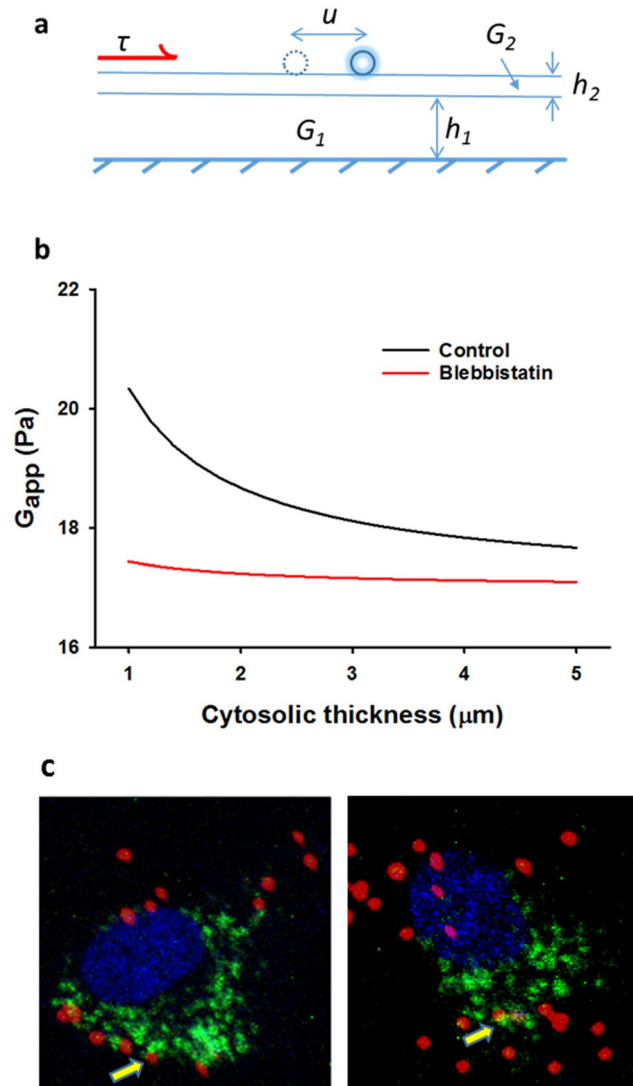 a
u
τ
G2
h2
G1
h1
b
22
20
18
16
Gapp (Pa)
Control
Blebbistatin
1 2 3 4 5
Cytosolic thickness (μm)
c